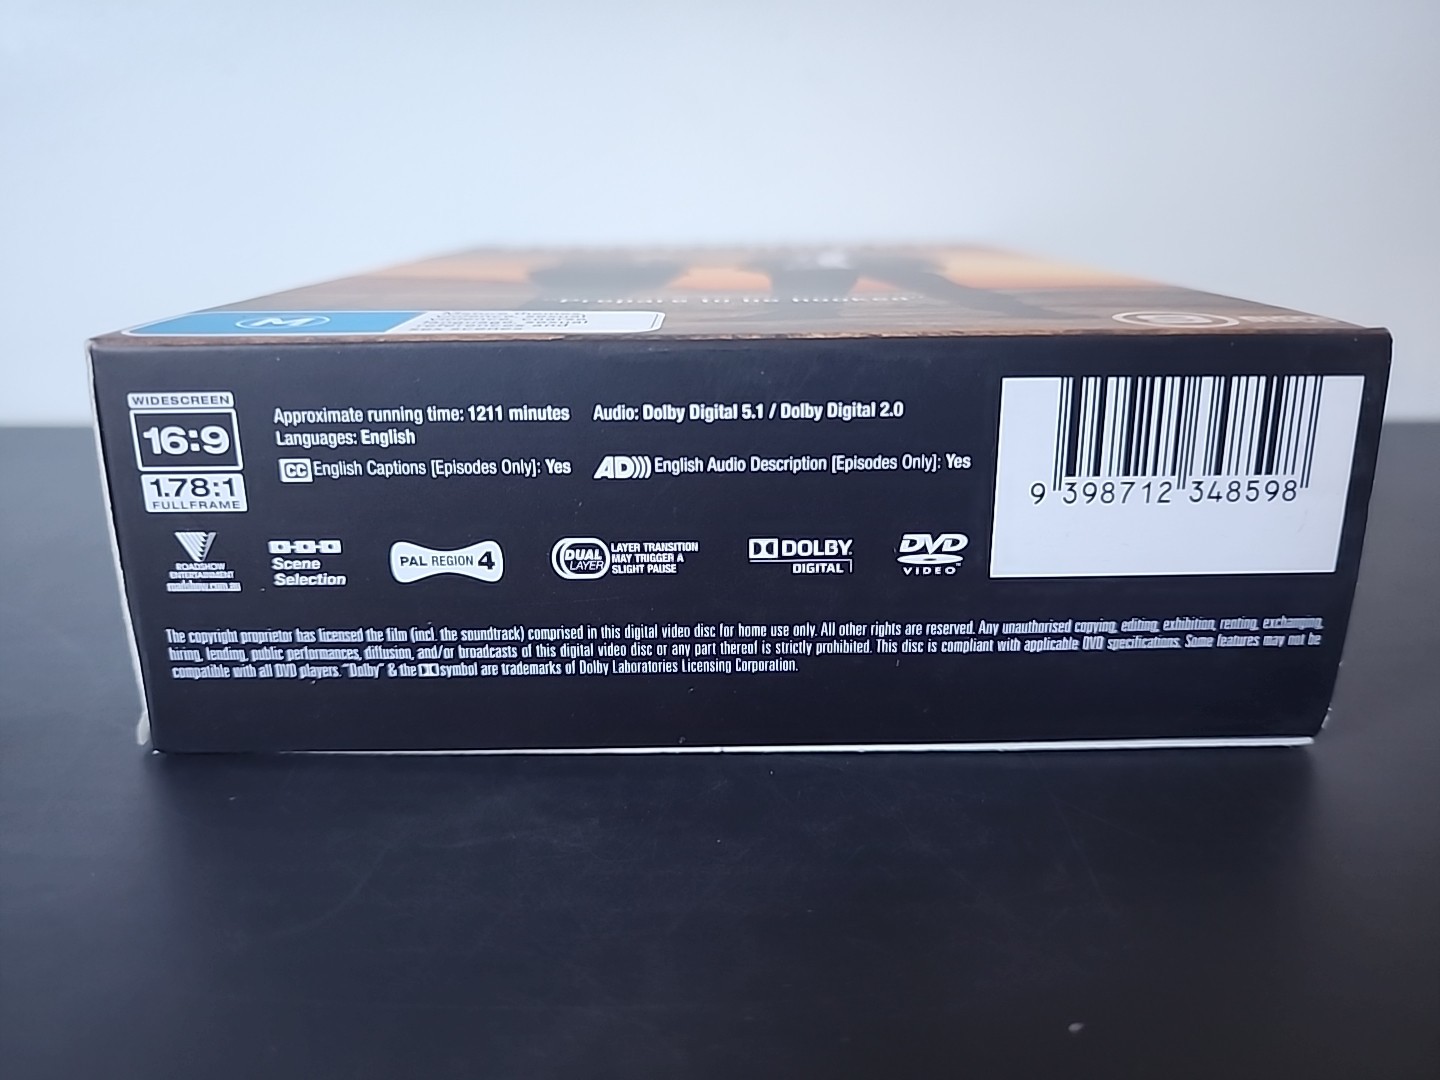 M
references and
WIDESCREEN
16:9
1.78:1
FULLFRAME
Approximate running time: 1211 minutes Audio: Dolby Digital 5.1 / Dolby Digital 2.0
Languages: English
CC English Captions [Episodes Only]: Yes AD))) English Audio Description [Episodes Only]: Yes
9 398712 348598
ROADSHOW
ENTERTAINMENT
Scene
Selection
PAL REGION 4
DUAL
LAYER
LAYER TRANSITION
MAY TRIGGER A
SLIGHT PAUSE
DOLBY
DIGITAL
DVD
VIDEO
The copyright proprietor has licensed the film (incl. the soundtrack) comprised in this digital video disc for home use only. All other rights are reserved. Any unauthorised copying, editing, exhibition, renting, exchanging,
hiring, lending, public performances, diffusion, and/or broadcasts of this digital video disc or any part thereof is strictly prohibited. This disc is compliant with applicable DVD specifications. Some features may not be
compatible with all DVD players. "Dolby" & the symbol are trademarks of Dolby Laboratories Licensing Corporation.